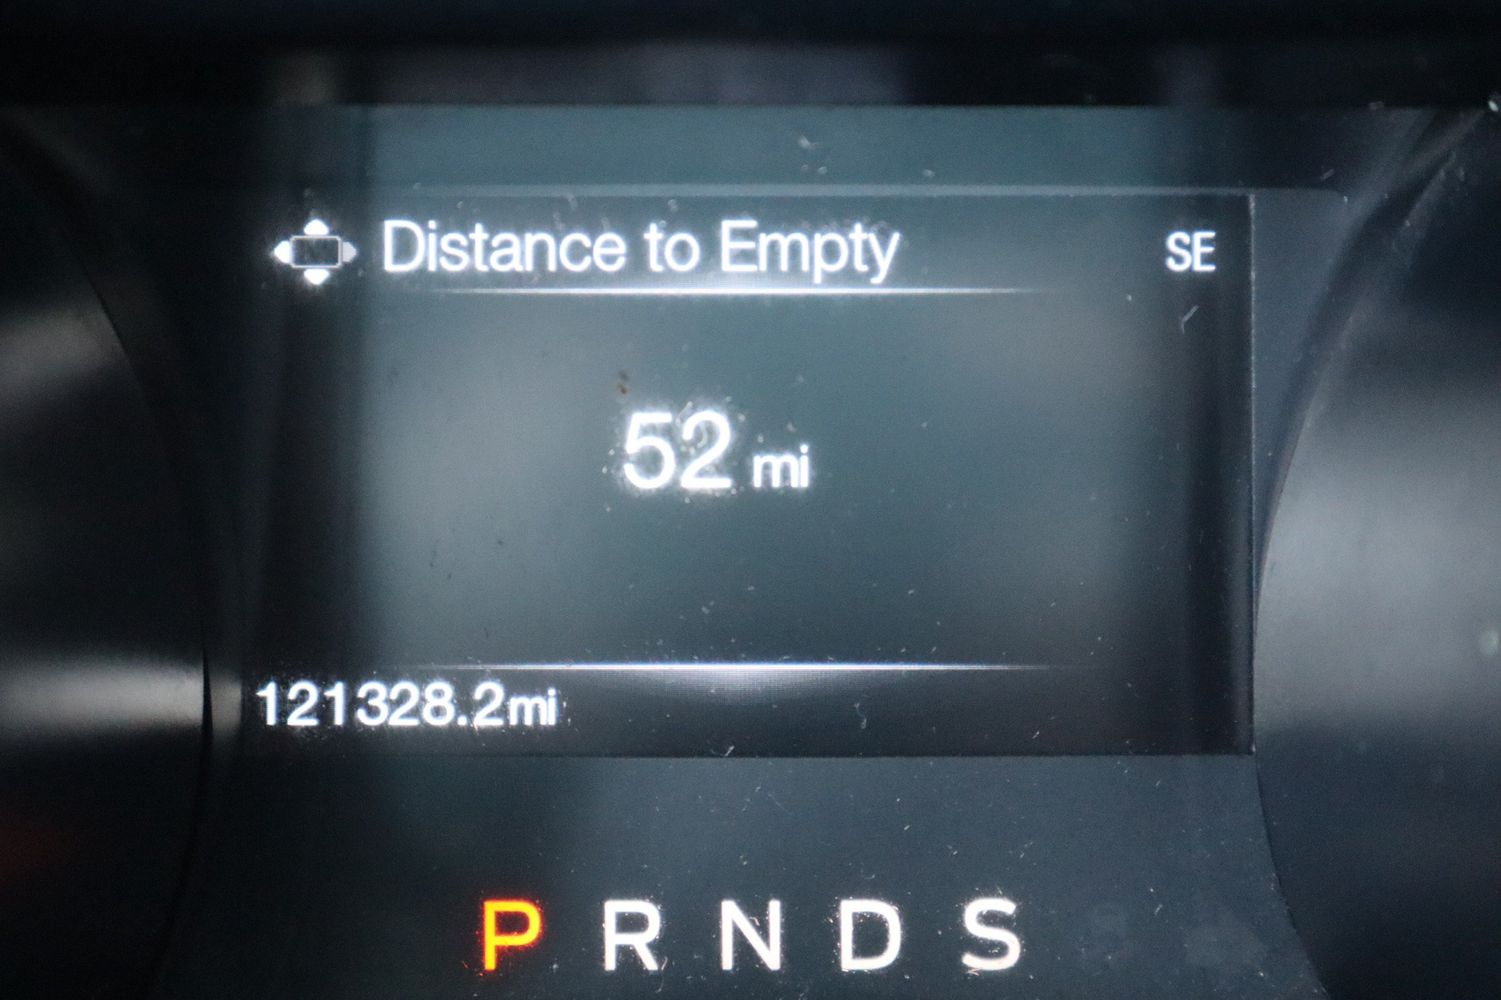 Distance to Empty SE
52 mi
121328.2mi
P R N D S